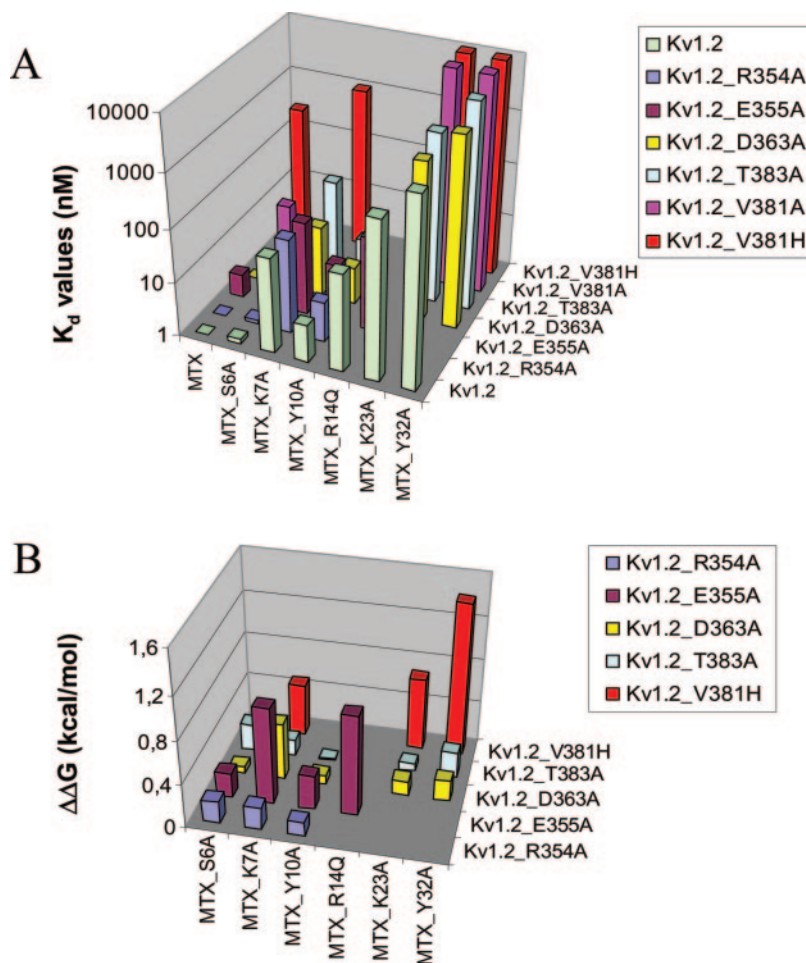 A
Kd values (nM)
10000
1000
100
10
1
MTX
MTX_S6A
MTX_K7A
MTX_Y10A
MTX_R14Q
MTX_K23A
MTX_Y32A
Kv1.2_V381H
Kv1.2_V381A
Kv1.2_T383A
Kv1.2_D363A
Kv1.2_E355A
Kv1.2_R354A
Kv1.2
Kv1.2
Kv1.2_R354A
Kv1.2_E355A
Kv1.2_D363A
Kv1.2_T383A
Kv1.2_V381A
Kv1.2_V381H
B
ΔΔG (kcal/mol)
1,6
1,2
0,8
0,4
0
MTX_S6A
MTX_K7A
MTX_Y10A
MTX_R14Q
MTX_K23A
MTX_Y32A
Kv1.2_V381H
Kv1.2_T383A
Kv1.2_D363A
Kv1.2_E355A
Kv1.2_R354A
Kv1.2_R354A
Kv1.2_E355A
Kv1.2_D363A
Kv1.2_T383A
Kv1.2_V381H